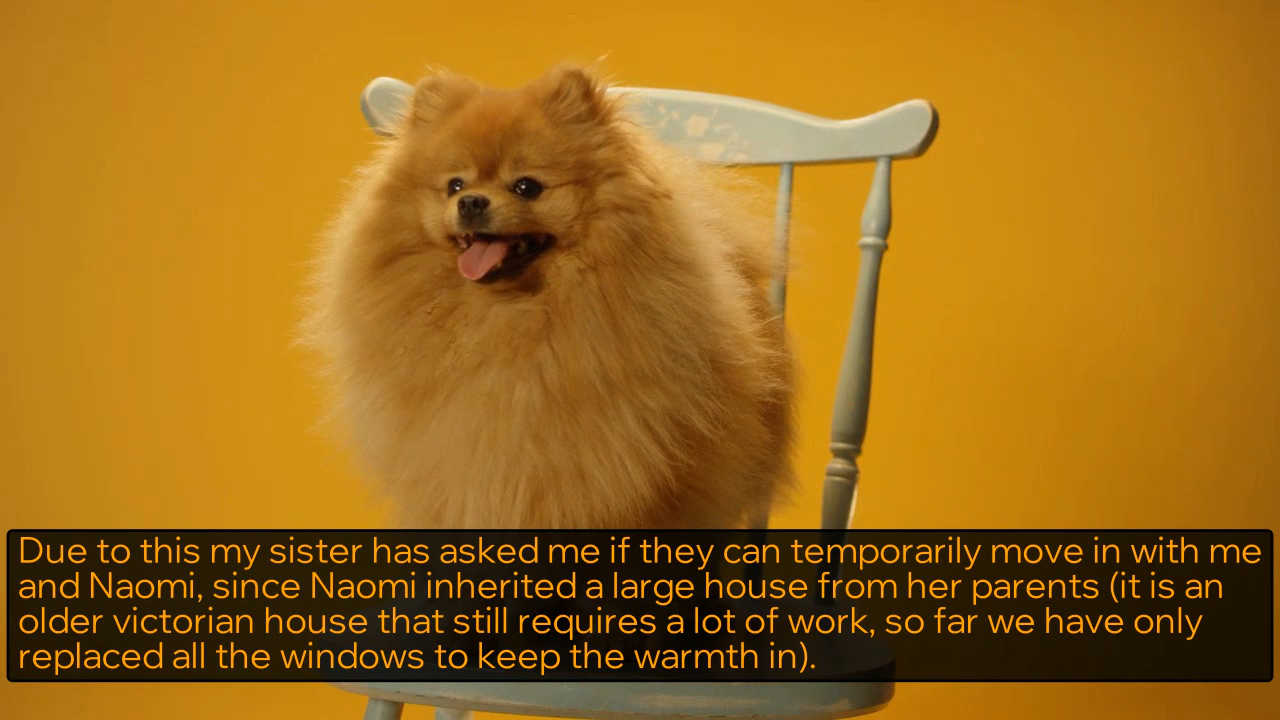 Due to this my sister has asked me if they can temporarily move in with me
and Naomi, since Naomi inherited a large house from her parents (it is an
older victorian house that still requires a lot of work, so far we have only
replaced all the windows to keep the warmth in).